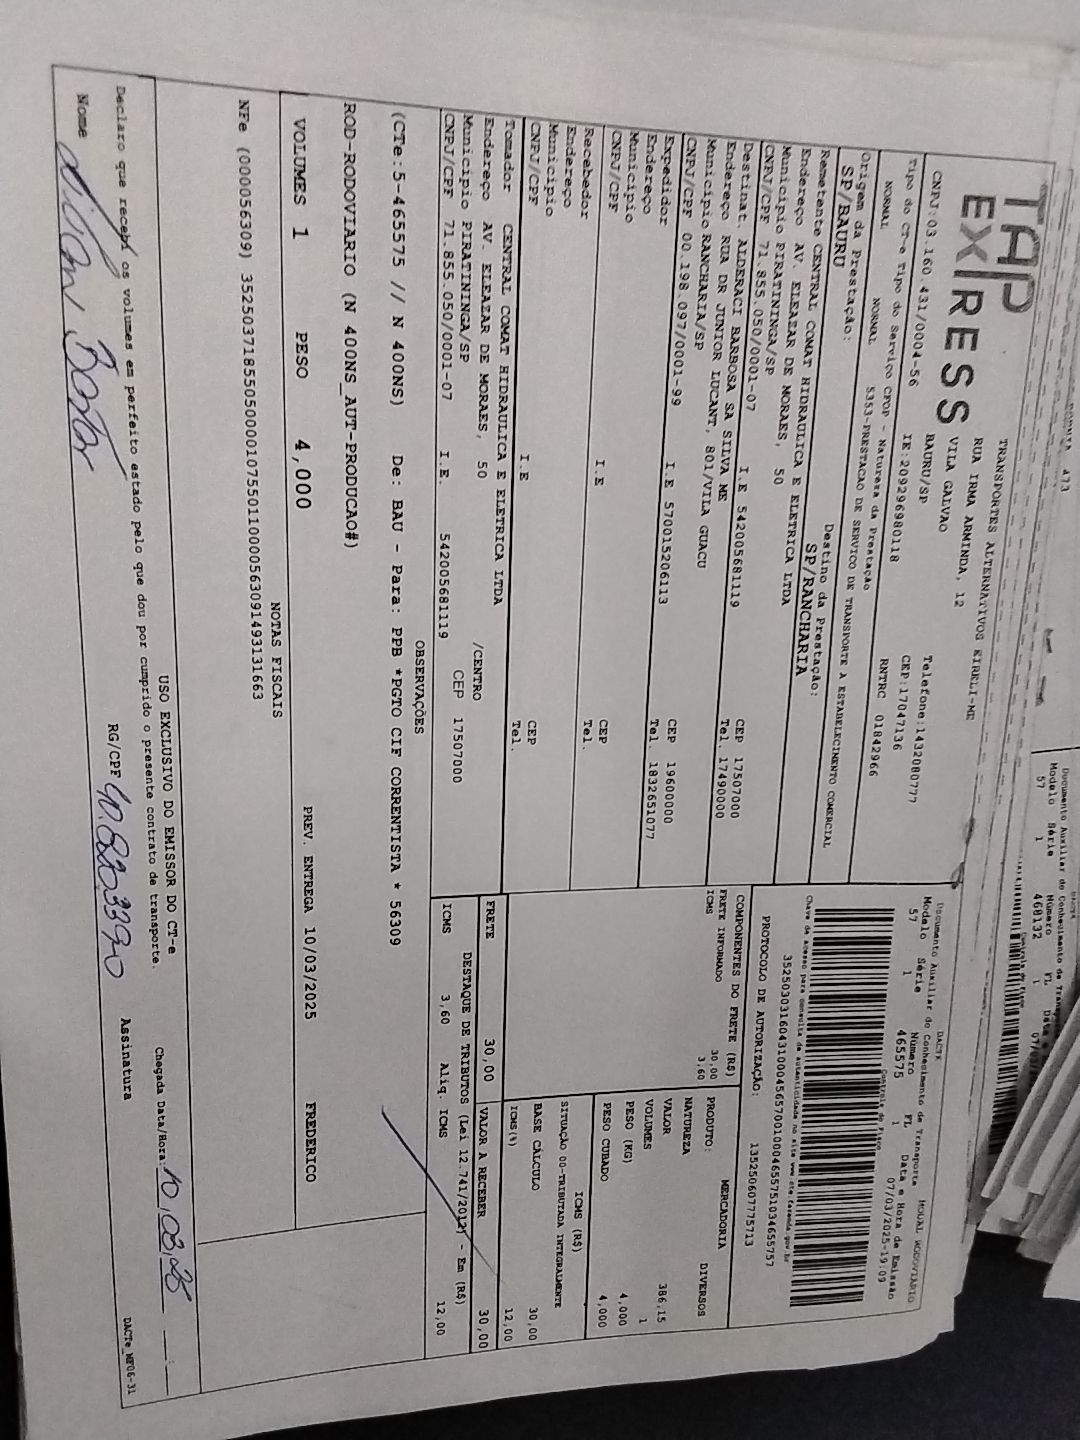 TAP
EX|RESS
TRANSPORTES ALTERNATIVOS EIRELI-ME
RUA IRMA ARMINDA, 12
VILA GALVAO
BAURU/SP
Telefone:1432080777
CEP:17047136
CNPJ:03.160.431/0004-56 IE:209296980118
RNTRC 01842966
Tipo do CT-e Tipo do Serviço CFOP - Natureza da Prestação
NORMAL NORMAL 5353-PRESTACAO DE SERVICO DE TRANSPORTE A ESTABELECIMENTO COMERCIAL
Origem da Prestação: Destino da Prestação:
SP/BAURU SP/RANCHARIA
Remetente CENTRAL COMAT HIDRAULICA E ELETRICA LTDA
Endereço AV. ELEAZAR DE MORAES, 50
Município PIRATININGA/SP CEP 17507000
CNPJ/CPF 71.855.050/0001-07 I.E 542005681119 Tel. 17490000
Destinat. ALDERACI BARBOSA SA SILVA ME
Endereço RUA DR JUNIOR LUCANT, 801/VILA GUACU
Município RANCHARIA/SP CEP 19600000
CNPJ/CPF 00.198.097/0001-99 I.E 570015206113 Tel. 1832651077
Expedidor
Endereço
Município CEP
CNPJ/CPF I.E Tel.
Recebedor
Endereço
Município CEP
CNPJ/CPF I.E Tel.
Tomador CENTRAL COMAT HIDRAULICA E ELETRICA LTDA
Endereço AV. ELEAZAR DE MORAES, 50 /CENTRO
Município PIRATININGA/SP CEP 17507000
CNPJ/CPF 71.855.050/0001-07 I.E. 542005681119
DACTE
Documento Auxiliar do Conhecimento de Transporte MODAL RODOVIÁRIO
Modelo Série Número FL Data e Hora de Emissão
57 1 465575 1 07/03/2025-19:09
Controle do Fisco
Chave de acesso para consulta de autenticidade no site www.cte.fazenda.gov.br
35250303160431000456570010004655751034655757
PROTOCOLO DE AUTORIZAÇÃO: 135250607775713
COMPONENTES DO FRETE (R$)
FRETE INFORMADO 30,00
ICMS 3,60
PRODUTO: MERCADORIA
NATUREZA DIVERSOS
VALOR 386,15
VOLUMES 1
PESO (KG) 4,000
PESO CUBADO 4,000
ICMS (R$)
SITUAÇÃO 00-TRIBUTADA INTEGRALMENTE
BASE CÁLCULO 30,00
ICMS(%) 12,00
FRETE 30,00 VALOR A RECEBER 30,00
DESTAQUE DE TRIBUTOS (Lei 12.741/2012) - Em (R$)
ICMS 3,60 Aliq. ICMS 12,00
OBSERVAÇÕES
(CTe:5-465575 // N 400NS) De: BAU - Para: PPB *PGTO CIF CORRENTISTA * 56309
ROD-RODOVIARIO (N 400NS_AUT-PRODUCAO#)
VOLUMES 1 PESO 4,000 PREV. ENTREGA 10/03/2025 FREDERICO
NOTAS FISCAIS
NFe (000056309) 35250371855050000107550110000563091493131663
USO EXCLUSIVO DO EMISSOR DO CT-e
Declaro que recebi os volumes em perfeito estado pelo que dou por cumprido o presente contrato de transporte.
Chegada Data/Hora: 10,03,25
Nome RG/CPF Assinatura
DACTe_MF06-31
Modelo Série Número FL
57 1 468132 1